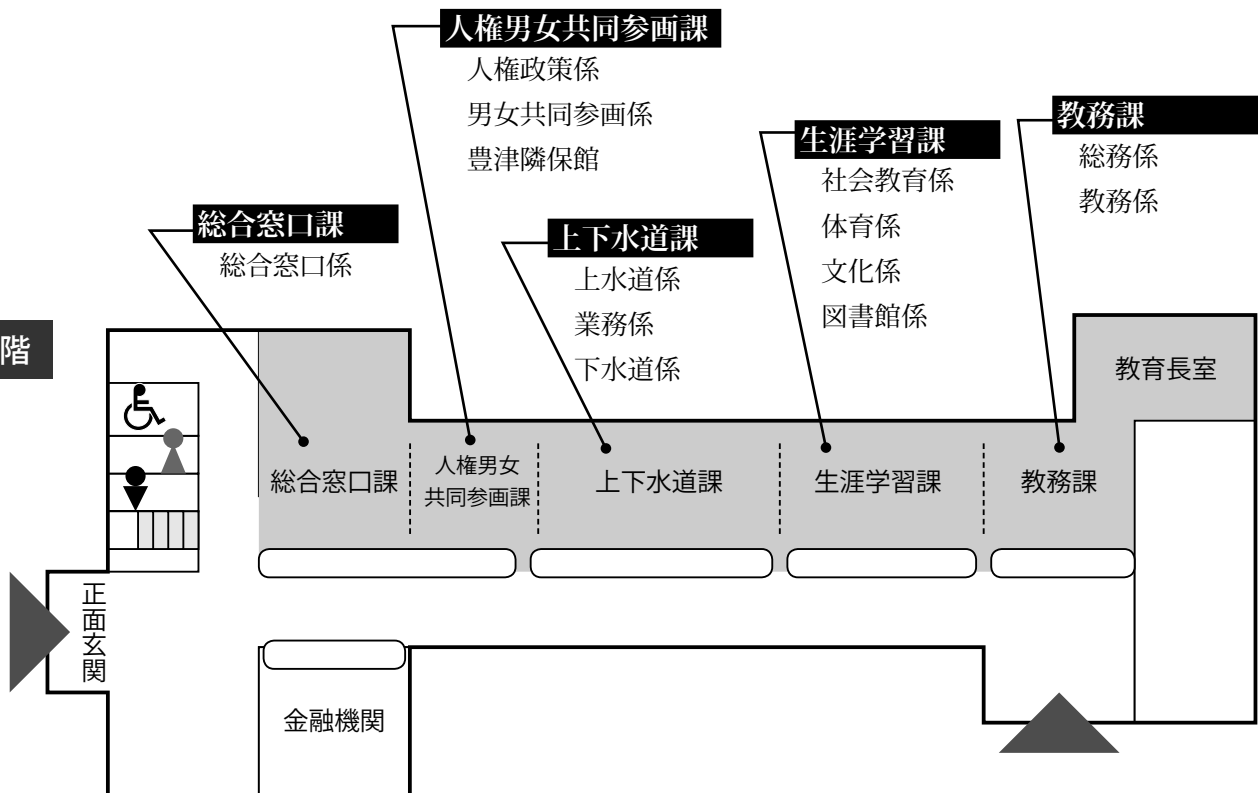 人権男女共同参画課
人権政策係
男女共同参画係
豊津隣保館
教務課
総務係
教務係
生涯学習課
社会教育係
体育係
文化係
図書館係
総合窓口課
総合窓口係
上下水道課
上水道係
業務係
下水道係
階
教育長室
総合窓口課
人権男女
共同参画課
上下水道課
生涯学習課
教務課
正面玄関
金融機関